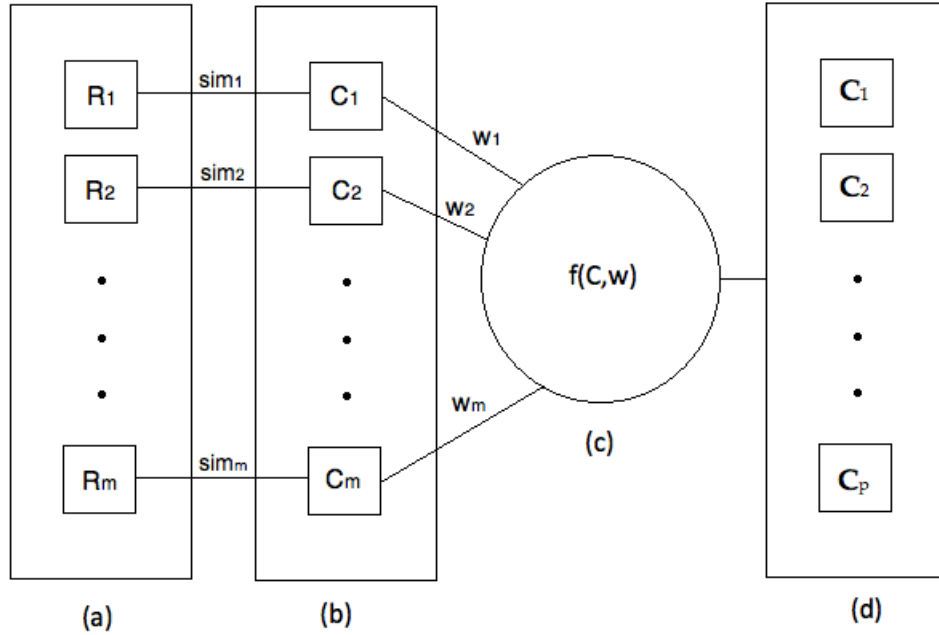 R1 sim1 C1 w1 C1
R2 sim2 C2 w2 C2
f(C,w)
Rm simm Cm wm Cp
(a) (b) (c) (d)